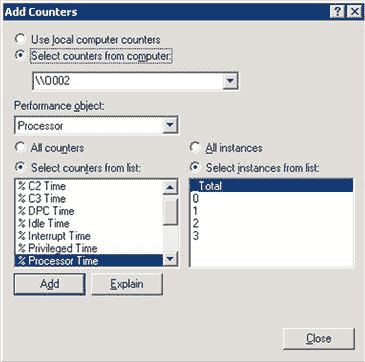 Add Counters
Use local computer counters
Select counters from computer:
\\D002
Performance object:
Processor
All counters
All instances
Select counters from list:
Select instances from list:
% C2 Time
% C3 Time
% DPC Time
% Idle Time
% Interrupt Time
% Privileged Time
% Processor Time
_Total
0
1
2
3
Add
Explain
Close